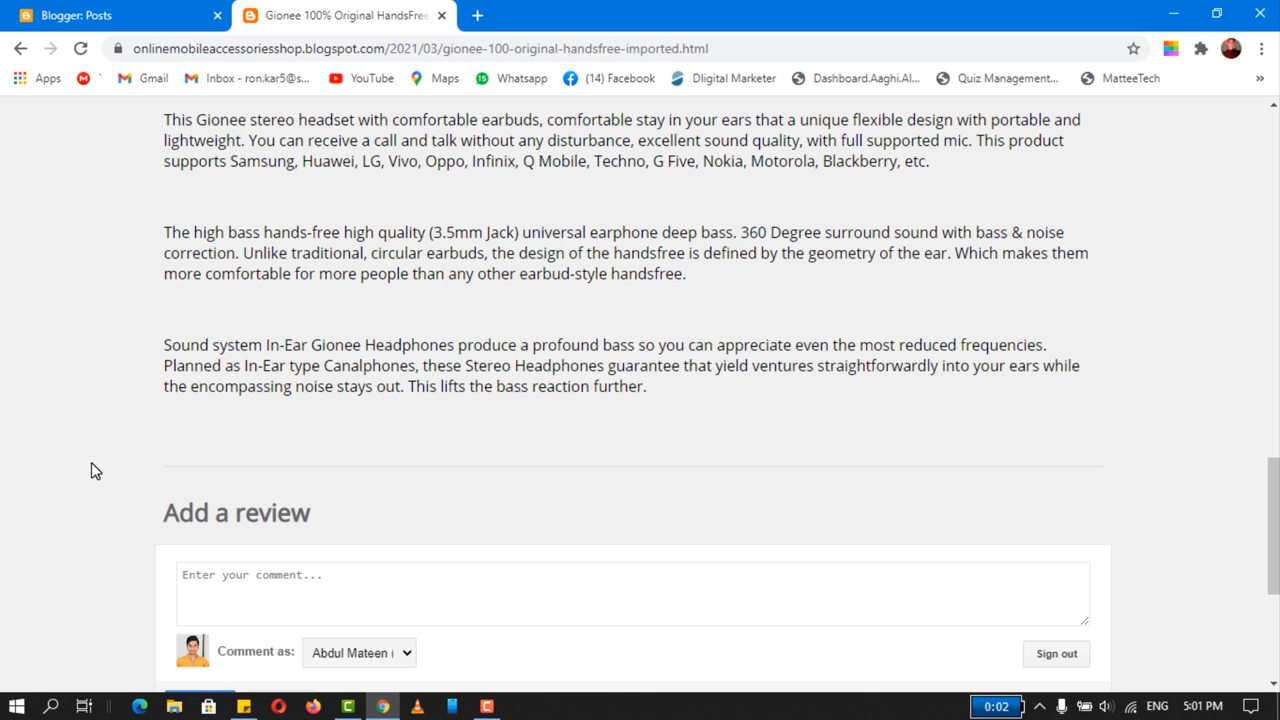 Blogger: Posts
Gionee 100% Original HandsFree
onlinemobileaccessoriesshop.blogspot.com/2021/03/gionee-100-original-handsfree-imported.html
Apps Gmail Inbox - ron.kar5@s... YouTube Maps Whatsapp (14) Facebook DIigital Marketer Dashboard.Aaghi.Al... Quiz Management... MatteeTech »
This Gionee stereo headset with comfortable earbuds, comfortable stay in your ears that a unique flexible design with portable and
lightweight. You can receive a call and talk without any disturbance, excellent sound quality, with full supported mic. This product
supports Samsung, Huawei, LG, Vivo, Oppo, Infinix, Q Mobile, Techno, G Five, Nokia, Motorola, Blackberry, etc.
The high bass hands-free high quality (3.5mm Jack) universal earphone deep bass. 360 Degree surround sound with bass & noise
correction. Unlike traditional, circular earbuds, the design of the handsfree is defined by the geometry of the ear. Which makes them
more comfortable for more people than any other earbud-style handsfree.
Sound system In-Ear Gionee Headphones produce a profound bass so you can appreciate even the most reduced frequencies.
Planned as In-Ear type Canalphones, these Stereo Headphones guarantee that yield ventures straightforwardly into your ears while
the encompassing noise stays out. This lifts the bass reaction further.
Add a review
Enter your comment...
Comment as: Abdul Mateen (
Sign out
0:02 ENG 5:01 PM